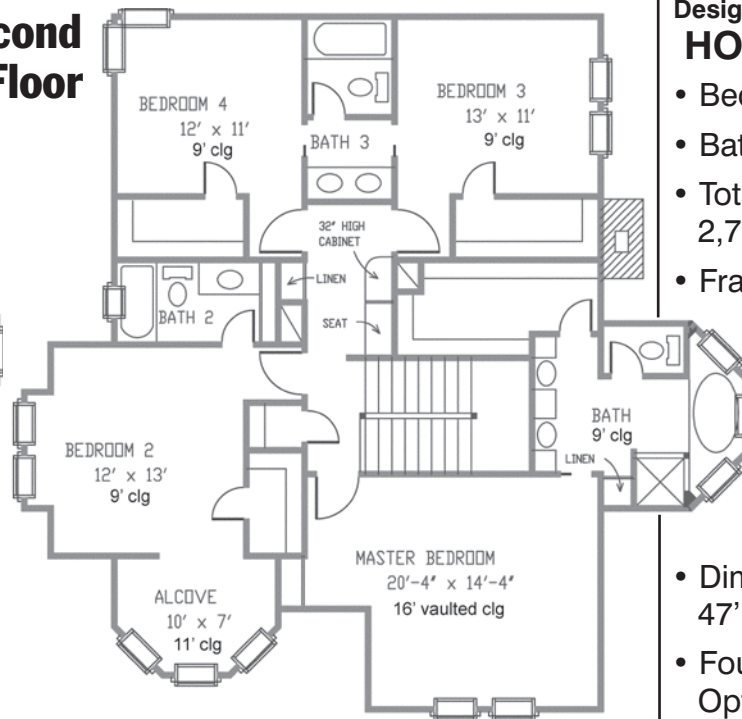 cond
Floor
BEDROOM 4
12' x 11'
9' clg
BATH 3
BEDROOM 3
13' x 11'
9' clg
32" HIGH
CABINET
LINEN
SEAT
BATH 2
BEDROOM 2
12' x 13'
9' clg
BATH
9' clg
LINEN
MASTER BEDROOM
20'-4" x 14'-4"
16' vaulted clg
ALCOVE
10' x 7'
11' clg
Desig
HO
• Bed
• Bat
• Tot
2,7
• Fra
• Dim
47'
• Fou
Opt